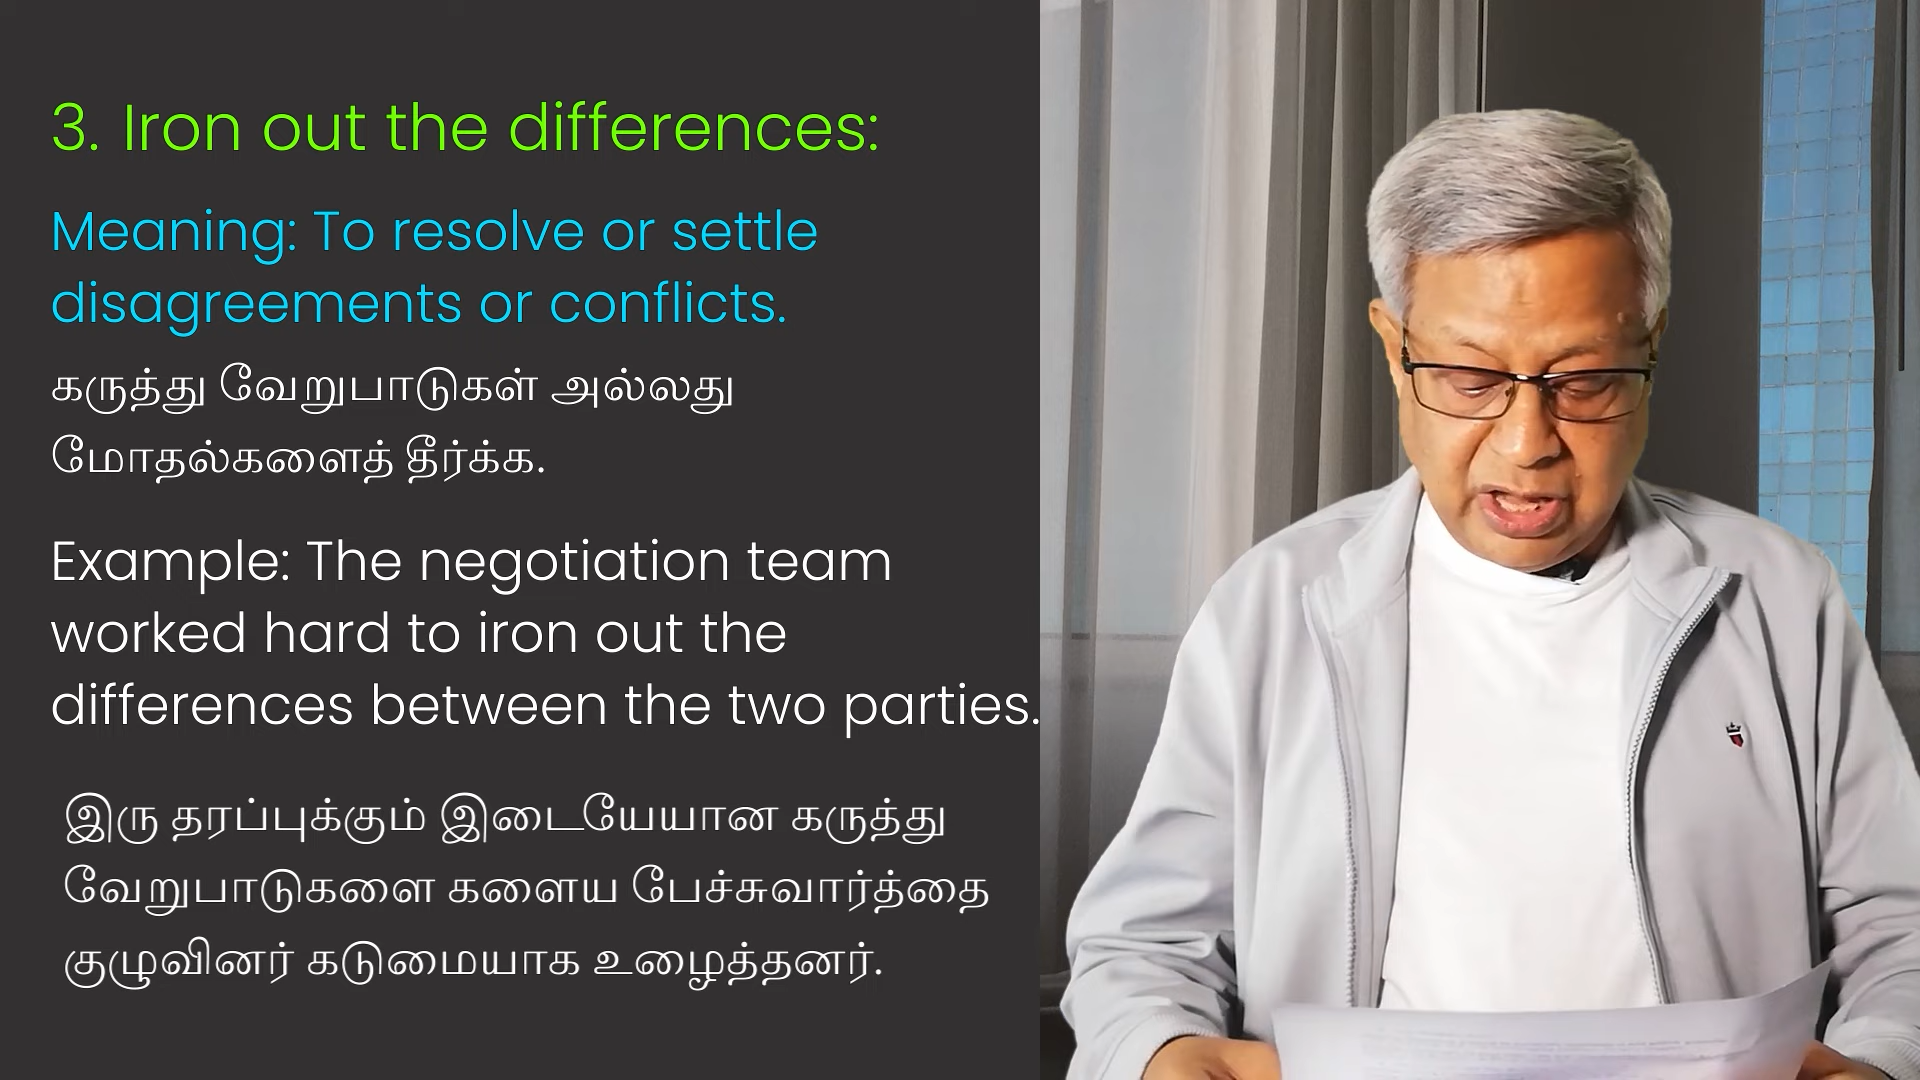 3. Iron out the differences:
Meaning: To resolve or settle
disagreements or conflicts.
கருத்து வேறுபாடுகள் அல்லது
மோதல்களைத் தீர்க்க.
Example: The negotiation team
worked hard to iron out the
differences between the two parties.
இரு தரப்புக்கும் இடையேயான கருத்து
வேறுபாடுகளை களைய பேச்சுவார்த்தை
குழுவினர் கடுமையாக உழைத்தனர்.